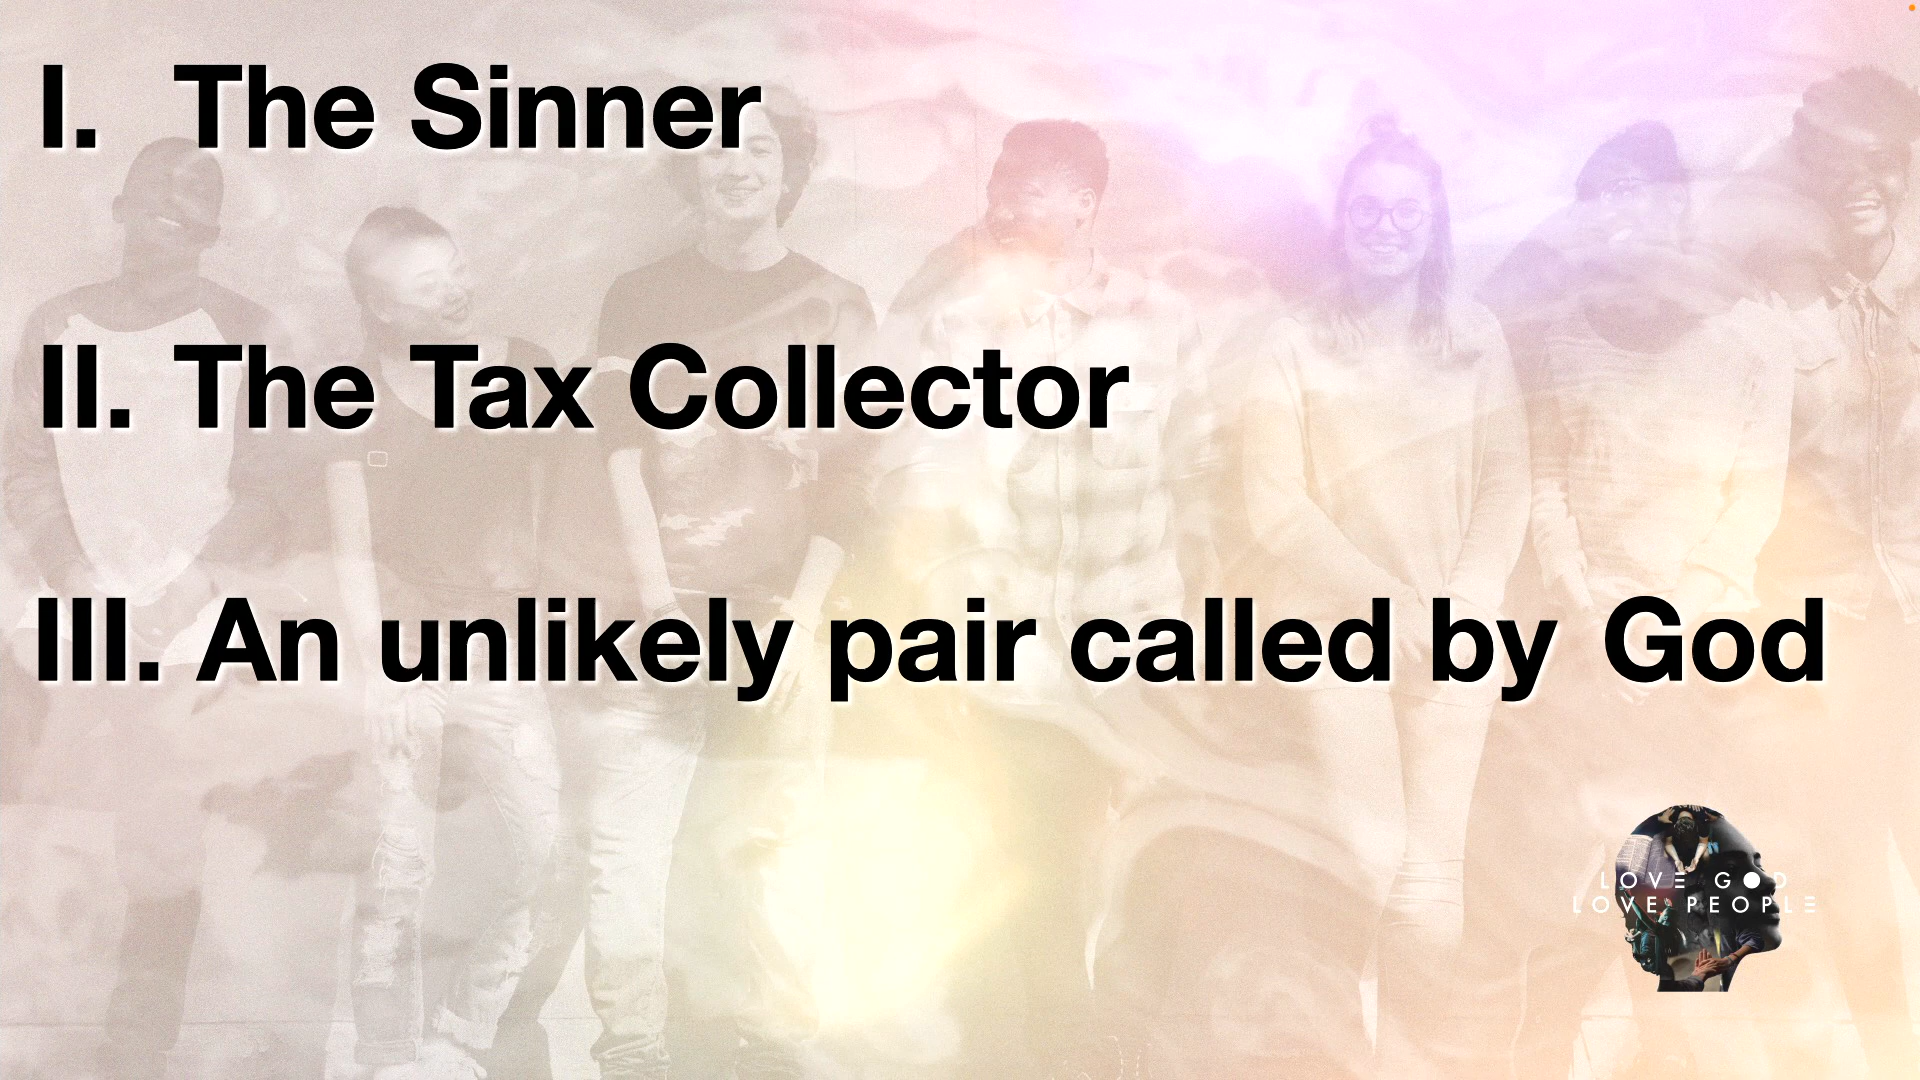 I. The Sinner
II. The Tax Collector
III. An unlikely pair called by God
LOVE GOD
LOVE PEOPLE